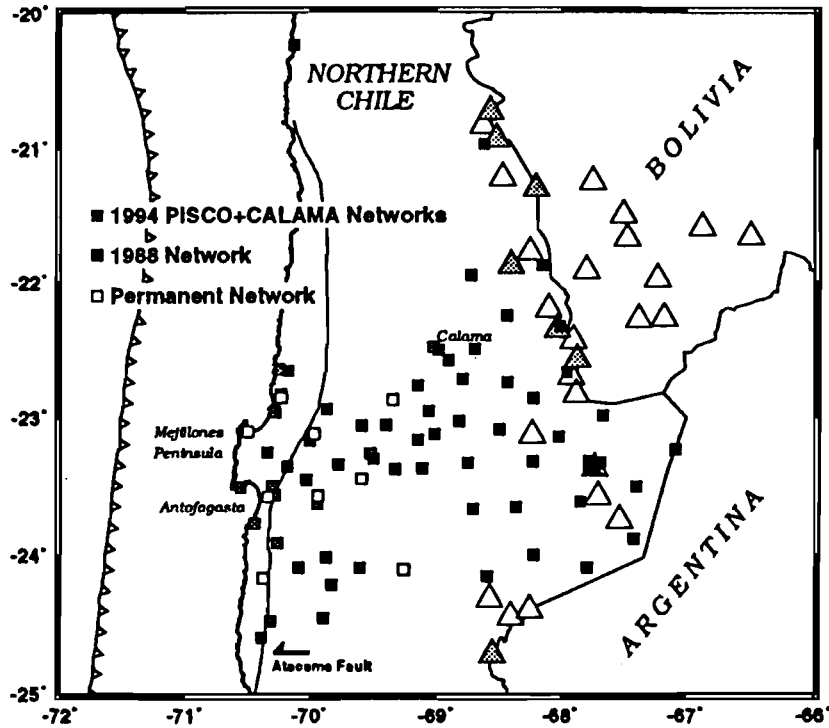 -20°
NORTHERN
CHILE
BOLIVIA
-21°
1994 PISCO+CALAMA Networks
1988 Network
-22°
Permanent Network
Calama
-23°
Mejillones
Peninsula
Antofagasta
-24°
ARGENTINA
Atacama Fault
-25°
-72° -71° -70° -69° -68° -67° -66°